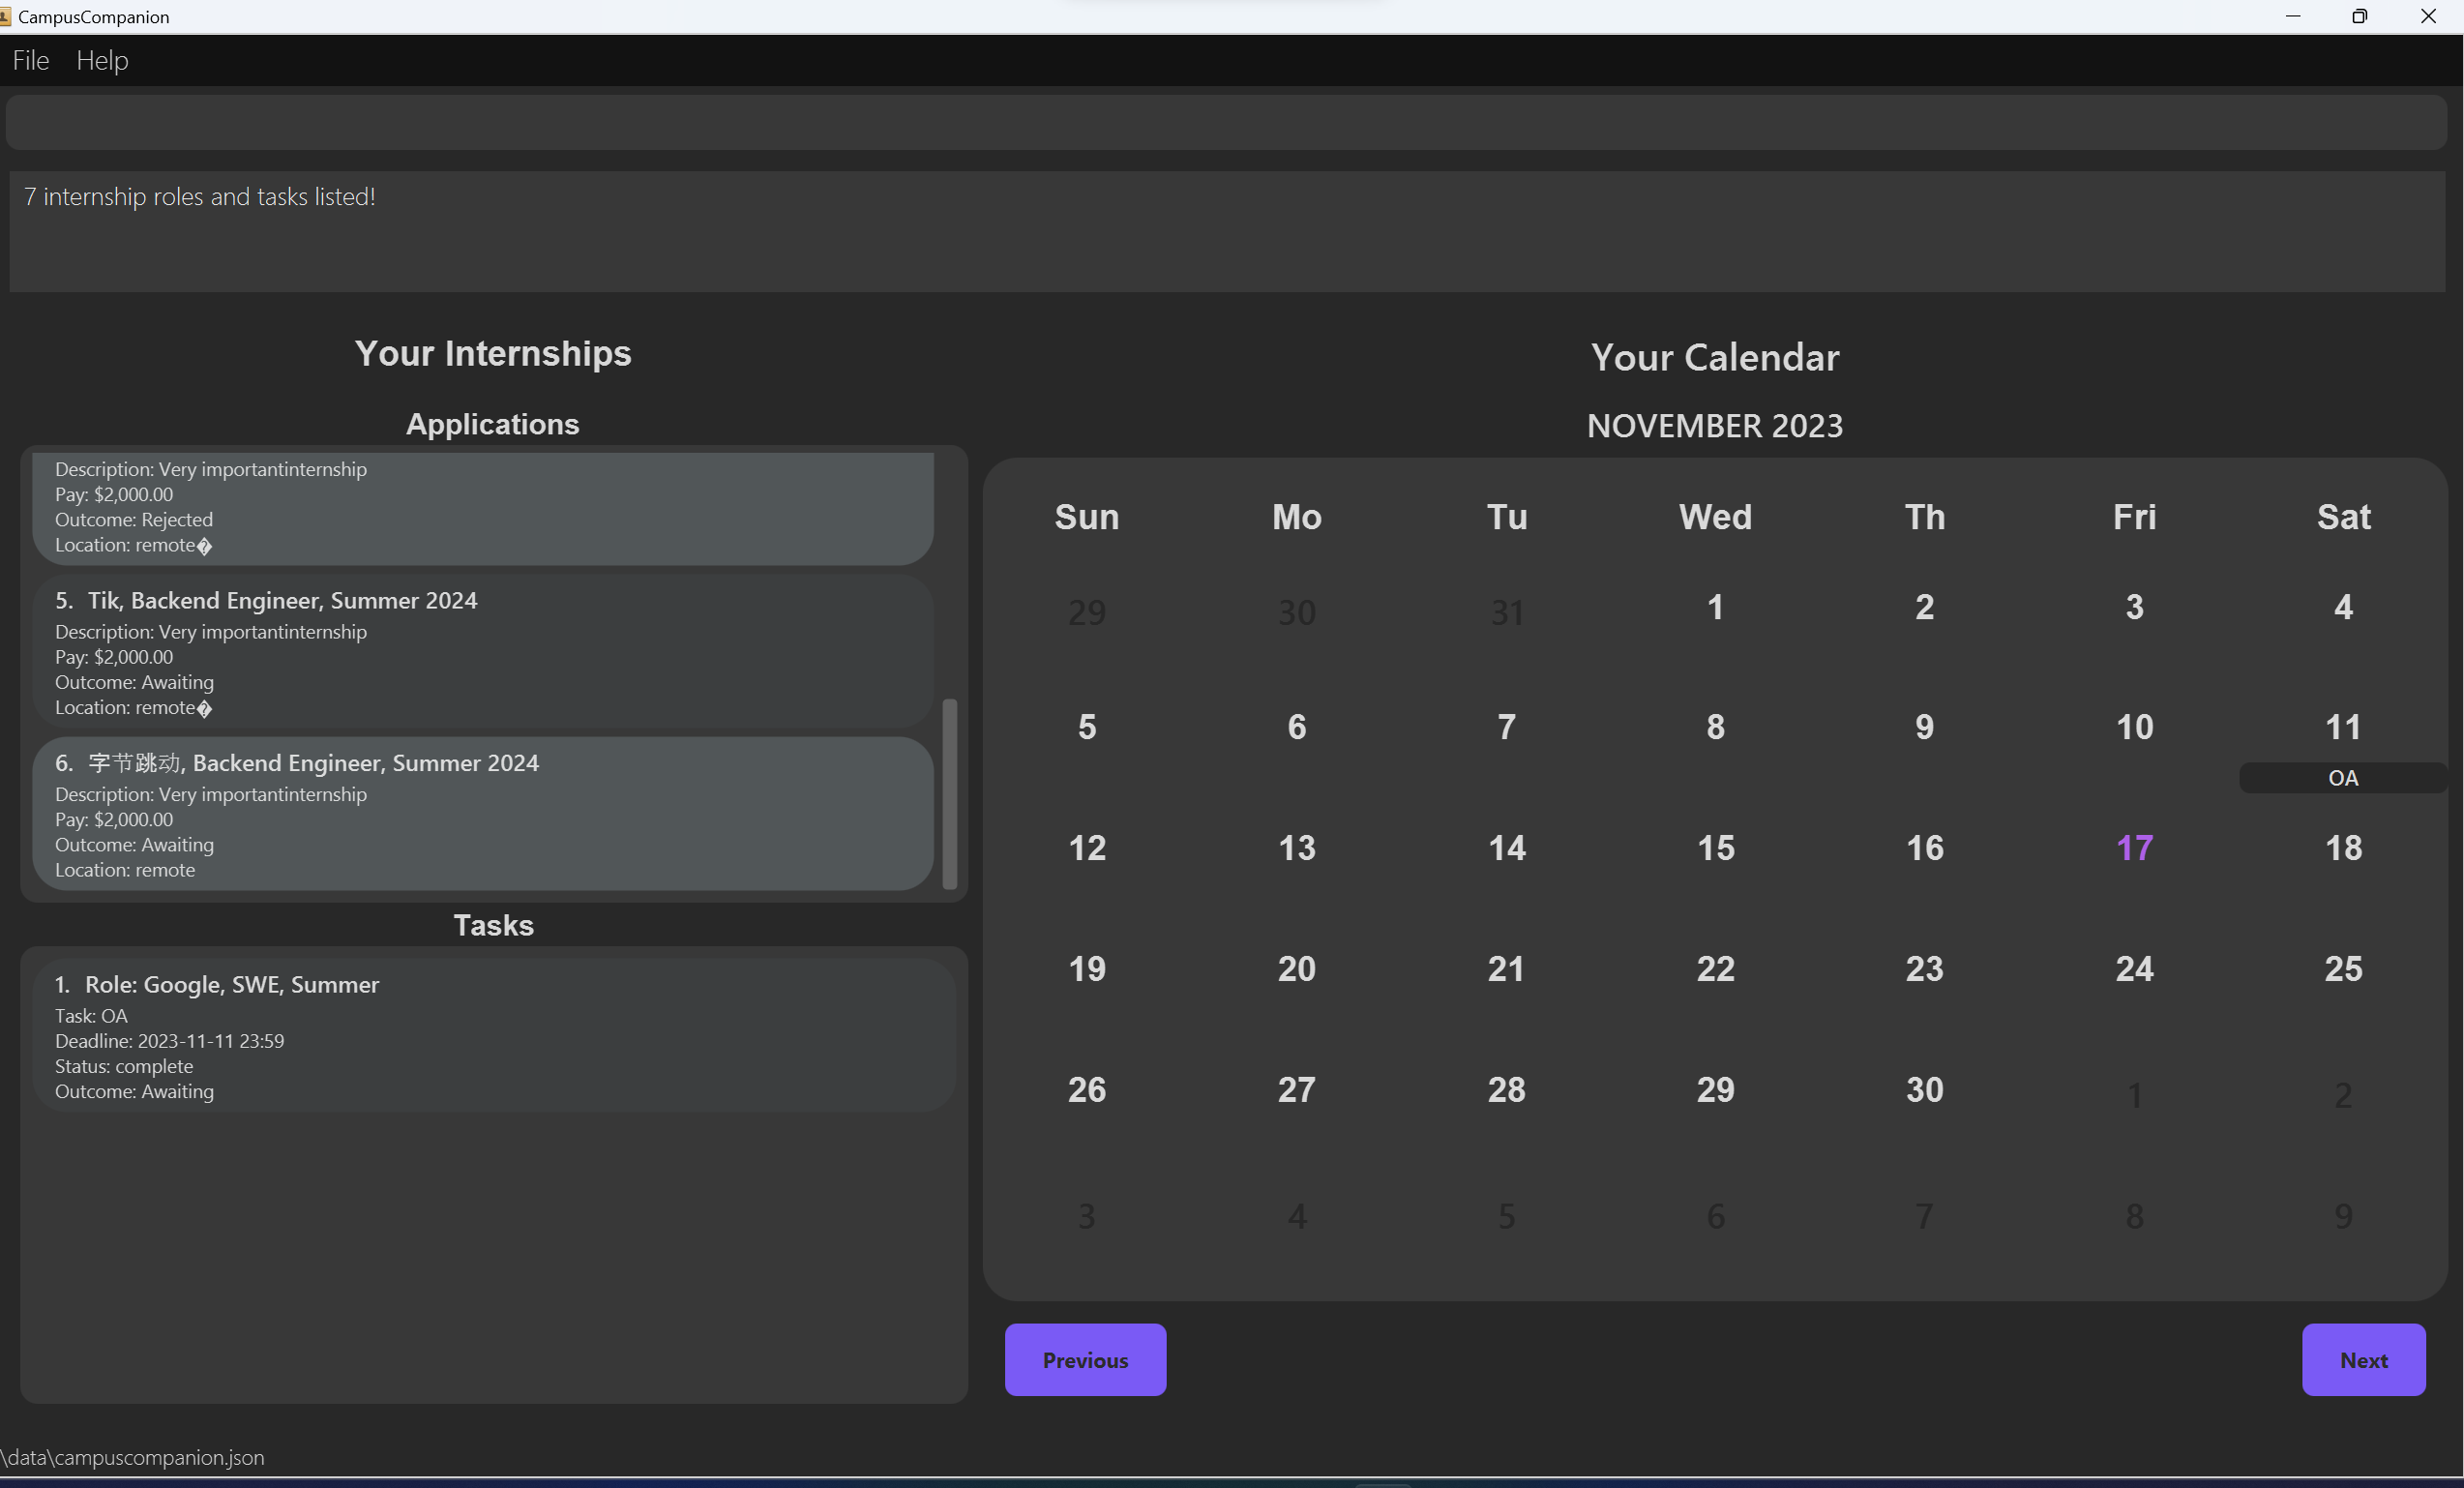 CampusCompanion
File Help
7 internship roles and tasks listed!
Your Internships
Applications
Description: Very importantinternship
Pay: $2,000.00
Outcome: Rejected
Location: remote�
5. Tik, Backend Engineer, Summer 2024
Description: Very importantinternship
Pay: $2,000.00
Outcome: Awaiting
Location: remote�
6. 字节跳动, Backend Engineer, Summer 2024
Description: Very importantinternship
Pay: $2,000.00
Outcome: Awaiting
Location: remote
Tasks
1. Role: Google, SWE, Summer
Task: OA
Deadline: 2023-11-11 23:59
Status: complete
Outcome: Awaiting
Your Calendar
NOVEMBER 2023
Sun Mo Tu Wed Th Fri Sat
29 30 31 1 2 3 4
5 6 7 8 9 10 11
OA
12 13 14 15 16 17 18
19 20 21 22 23 24 25
26 27 28 29 30 1 2
3 4 5 6 7 8 9
Previous Next
\data\campuscompanion.json